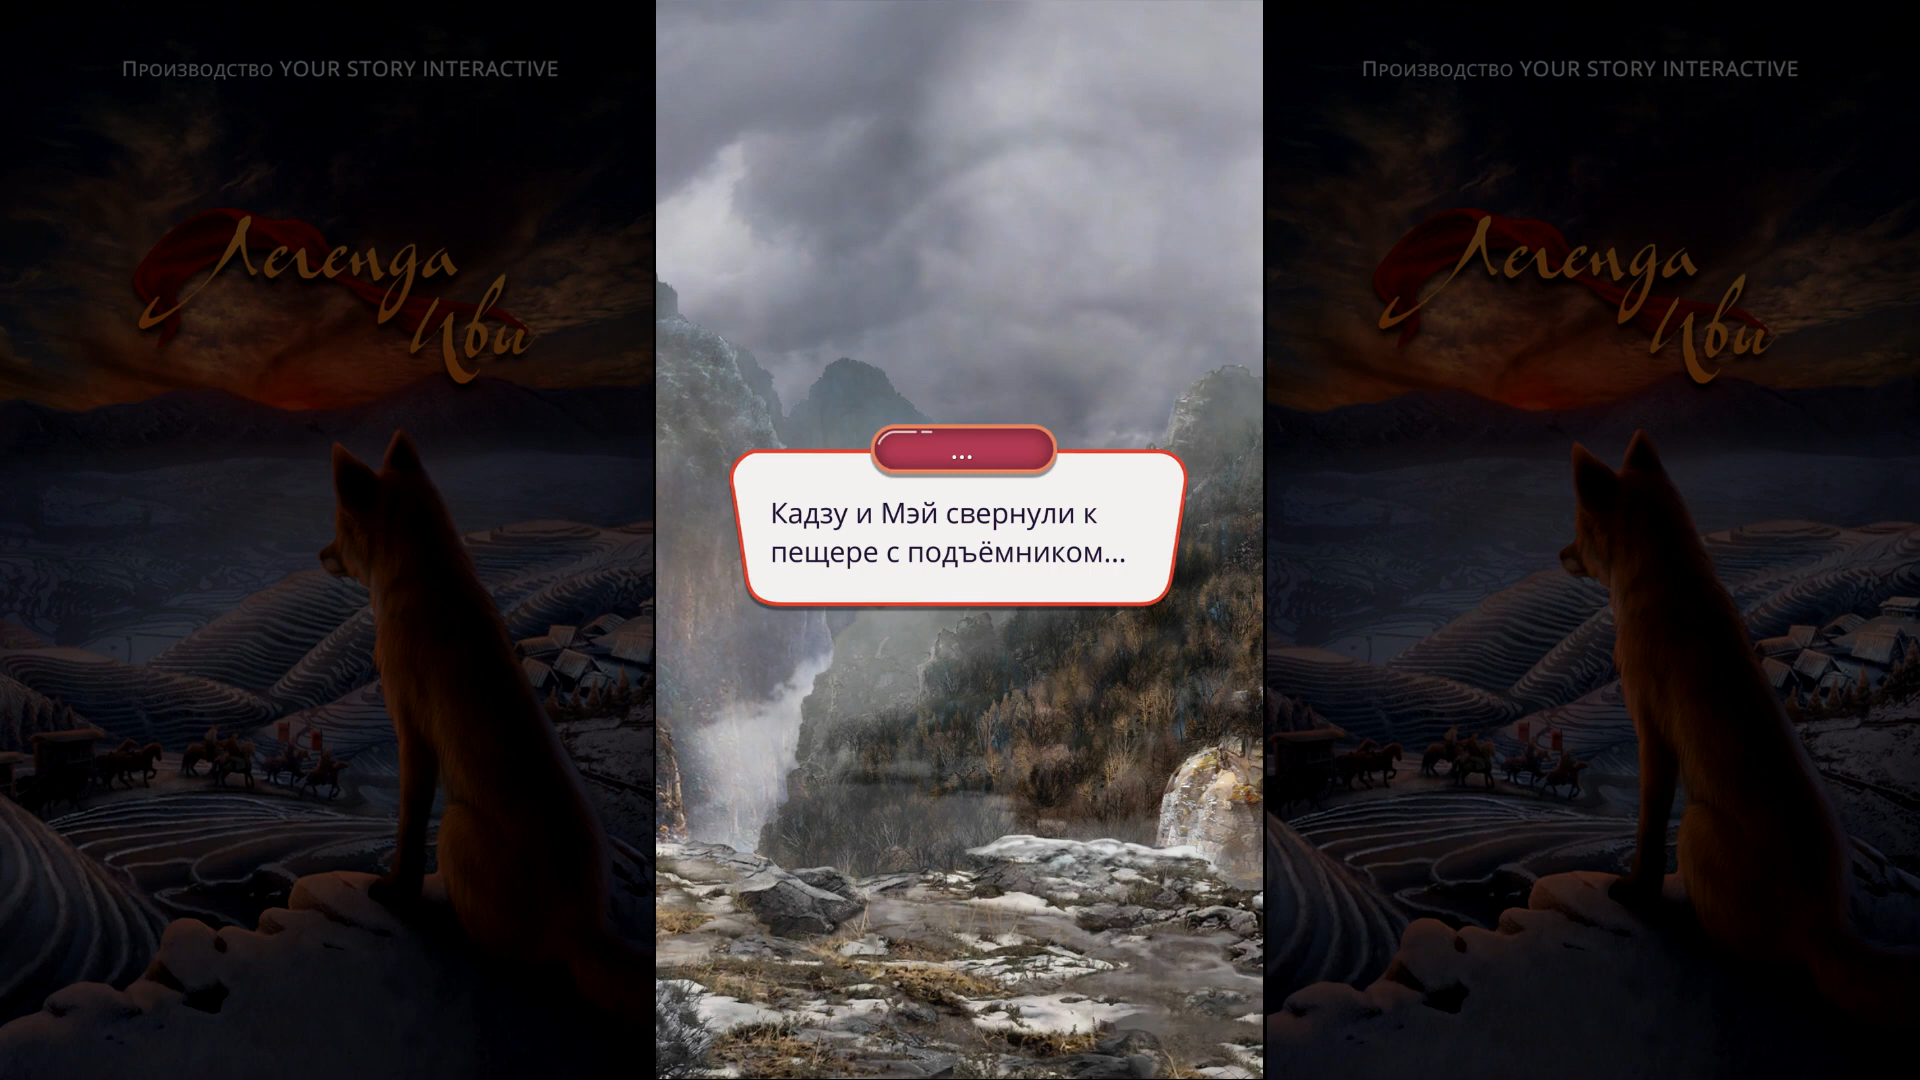 Производство YOUR STORY INTERACTIVE
Легенда
Ивы
...
Кадзу и Мэй свернули к
пещере с подъёмником...
Производство YOUR STORY INTERACTIVE
Легенда
Ивы